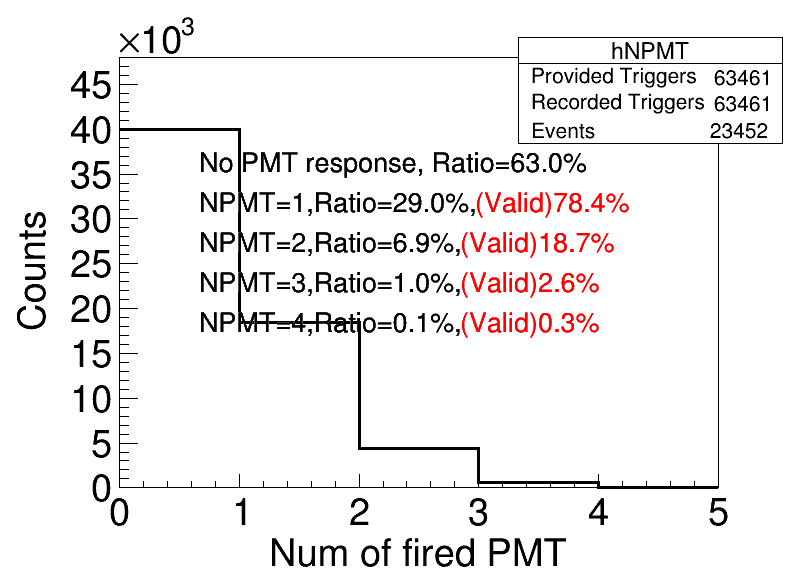 ×10³
hNPMT
Provided Triggers 63461
Recorded Triggers 63461
Events 23452
No PMT response, Ratio=63.0%
NPMT=1,Ratio=29.0%,(Valid)78.4%
NPMT=2,Ratio=6.9%,(Valid)18.7%
NPMT=3,Ratio=1.0%,(Valid)2.6%
NPMT=4,Ratio=0.1%,(Valid)0.3%
Counts
45
40
35
30
25
20
15
10
5
0
0 1 2 3 4 5
Num of fired PMT